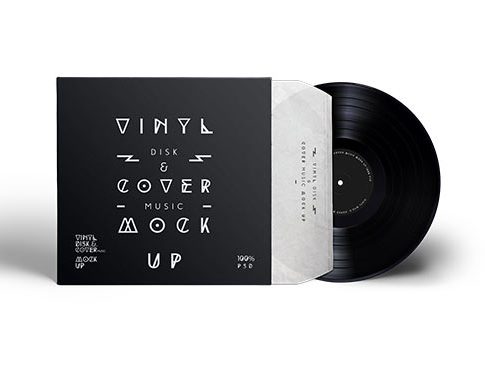 VINYL
DISK
&
COVER
MUSIC
MOCK
UP
VINYL
DISK &
COVER MUSIC
MOCK
UP
100%
PSD
VINYL DISK
&
COVER MUSIC MOCK UP